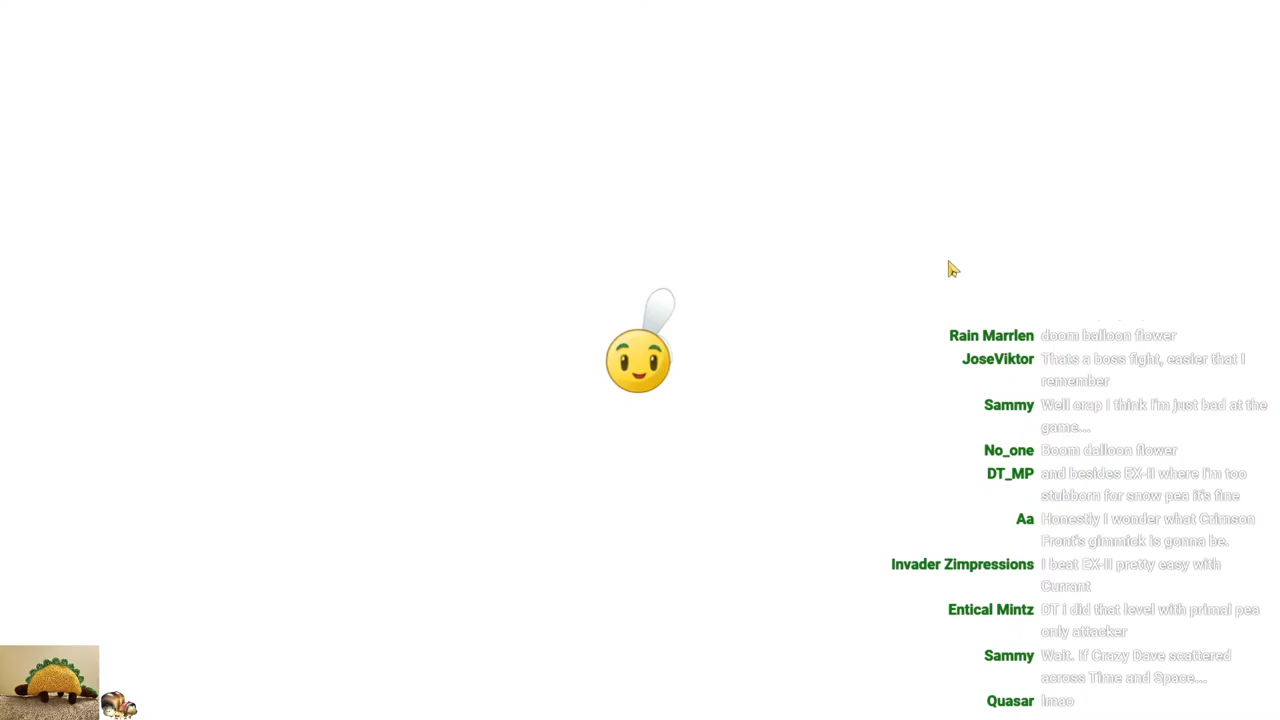 Rain Marrlen doom balloon flower
JoseViktor Thats a boss fight, easier that I
remember
Sammy Well crap I think I'm just bad at the
game...
No_one Boom dalloon flower
DT_MP and besides EX-II where I'm too
stubborn for snow pea it's fine
Aa Honestly I wonder what Crimson
Front's gimmick is gonna be.
Invader Zimpressions I beat EX-II pretty easy with
Currant
Entical Mintz DT I did that level with primal pea
only attacker
Sammy Wait. If Crazy Dave scattered
across Time and Space...
Quasar lmao